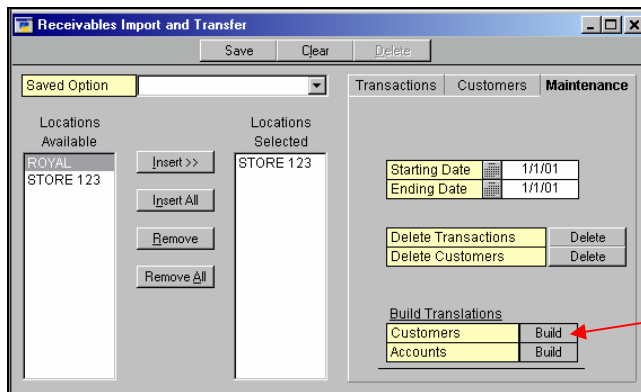 Receivables Import and Transfer
Save Clear Delete
Saved Option
Transactions Customers Maintenance
Locations Available
Locations Selected
ROYAL
STORE 123
Insert >>
Insert All
Remove
Remove All
STORE 123
Starting Date 1/1/01
Ending Date 1/1/01
Delete Transactions Delete
Delete Customers Delete
Build Translations
Customers Build
Accounts Build